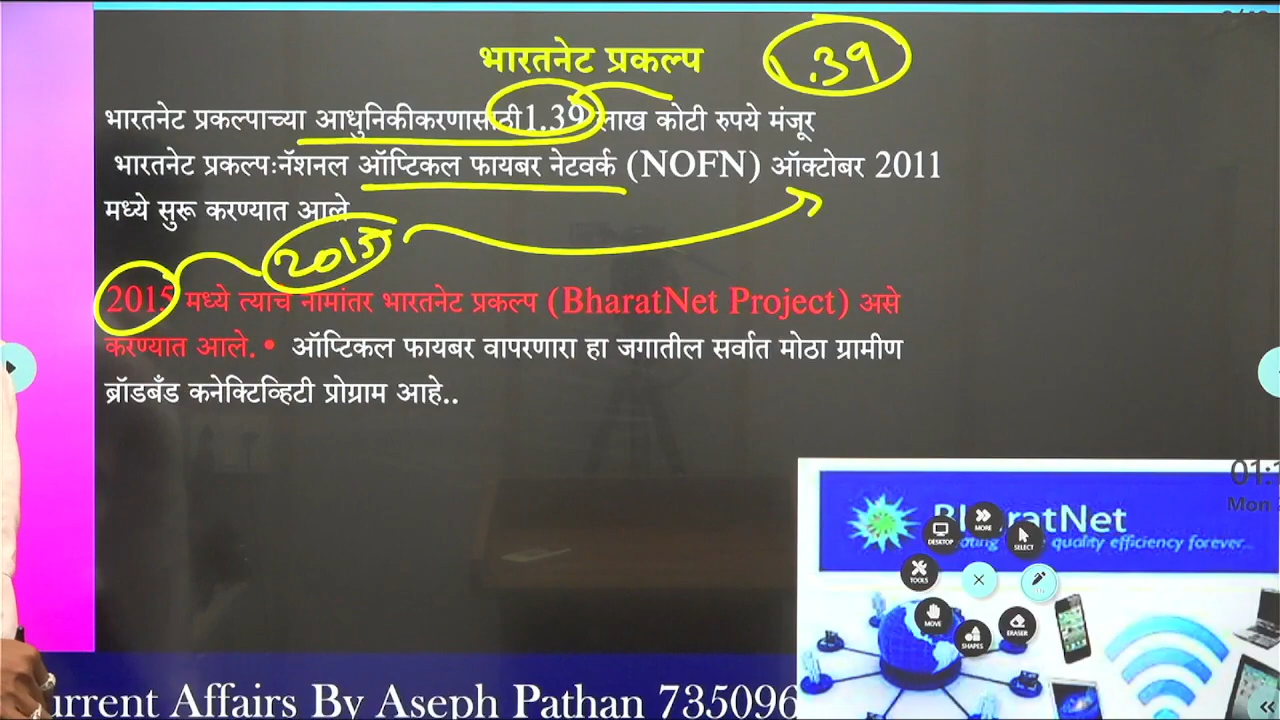 भारतनेट प्रकल्प
.39
भारतनेट प्रकल्पाच्या आधुनिकीकरणासाठी1.39 लाख कोटी रुपये मंजूर
भारतनेट प्रकल्पःनॅशनल ऑप्टिकल फायबर नेटवर्क (NOFN) ऑक्टोबर 2011
मध्ये सुरू करण्यात आले
2015
2015 मध्ये त्याचे नामांतर भारतनेट प्रकल्प (BharatNet Project) असे
करण्यात आले. • ऑप्टिकल फायबर वापरणारा हा जगातील सर्वात मोठा ग्रामीण
ब्रॉडबँड कनेक्टिव्हिटी प्रोग्राम आहे..
01:1
Mon
BharatNet
quality efficiency forever...
MORE
DESKTOP
SELECT
TOOLS
MOVE
ERASER
SHAPES
urrent Affairs By Aseph Pathan 735096